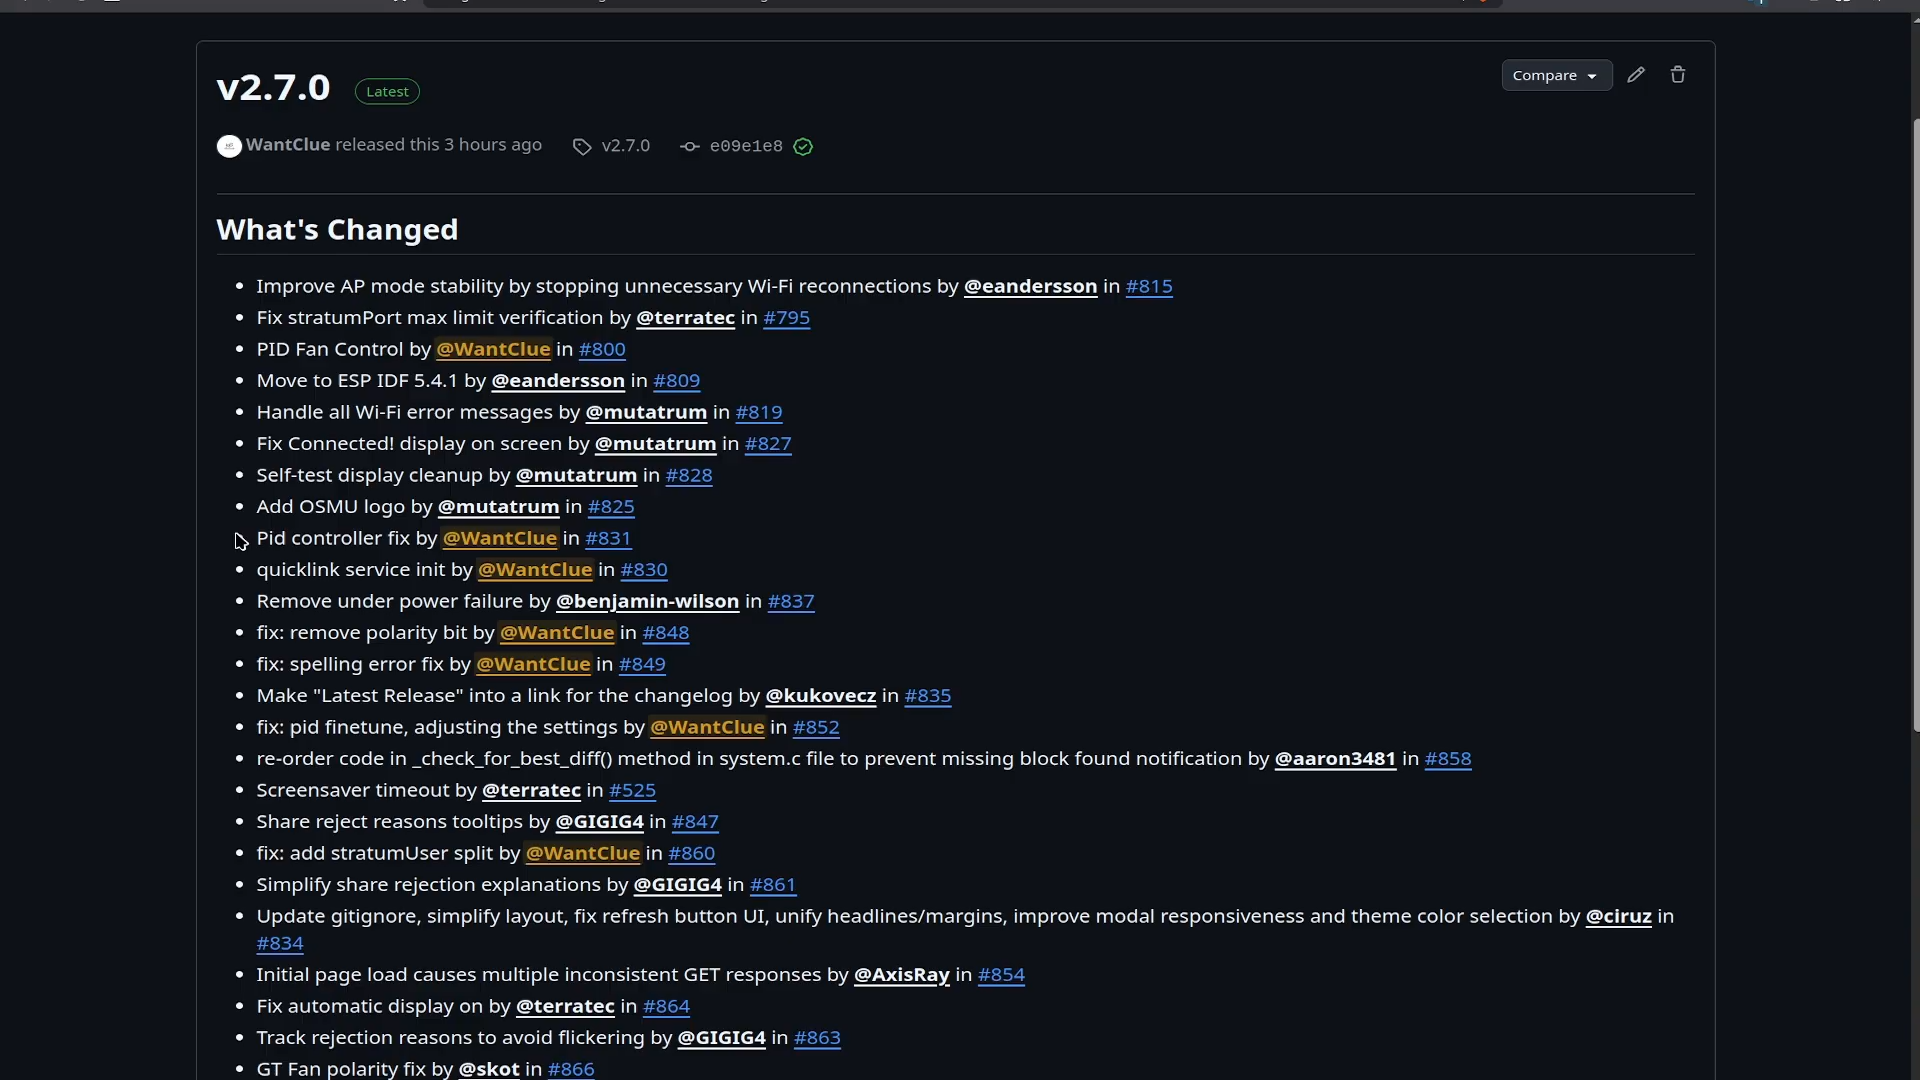 v2.7.0 Latest
Compare
WantClue released this 3 hours ago v2.7.0 e09e1e8
What's Changed
Improve AP mode stability by stopping unnecessary Wi-Fi reconnections by @eandersson in #815
Fix stratumPort max limit verification by @terratec in #795
PID Fan Control by @WantClue in #800
Move to ESP IDF 5.4.1 by @eandersson in #809
Handle all Wi-Fi error messages by @mutatrum in #819
Fix Connected! display on screen by @mutatrum in #827
Self-test display cleanup by @mutatrum in #828
Add OSMU logo by @mutatrum in #825
Pid controller fix by @WantClue in #831
quicklink service init by @WantClue in #830
Remove under power failure by @benjamin-wilson in #837
fix: remove polarity bit by @WantClue in #848
fix: spelling error fix by @WantClue in #849
Make "Latest Release" into a link for the changelog by @kukovecz in #835
fix: pid finetune, adjusting the settings by @WantClue in #852
re-order code in _check_for_best_diff() method in system.c file to prevent missing block found notification by @aaron3481 in #858
Screensaver timeout by @terratec in #525
Share reject reasons tooltips by @GIGIG4 in #847
fix: add stratumUser split by @WantClue in #860
Simplify share rejection explanations by @GIGIG4 in #861
Update gitignore, simplify layout, fix refresh button UI, unify headlines/margins, improve modal responsiveness and theme color selection by @ciruz in
#834
Initial page load causes multiple inconsistent GET responses by @AxisRay in #854
Fix automatic display on by @terratec in #864
Track rejection reasons to avoid flickering by @GIGIG4 in #863
GT Fan polarity fix by @skot in #866